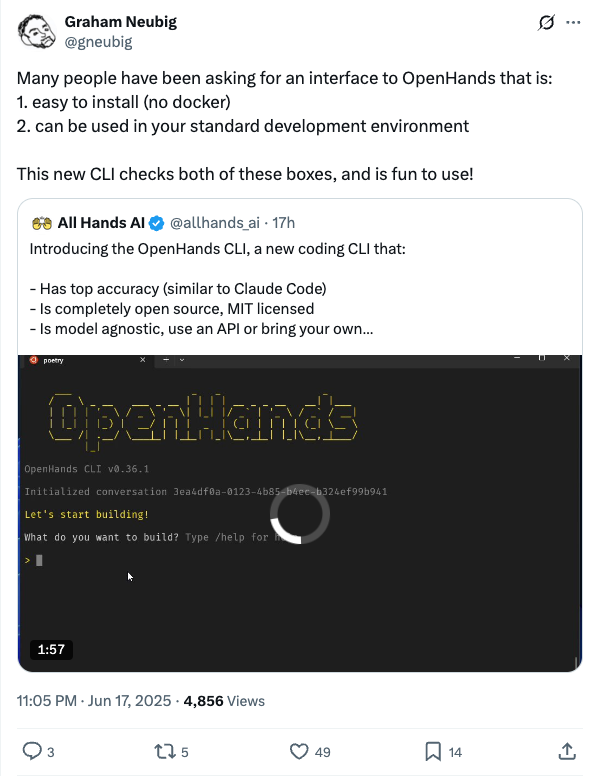 Graham Neubig
@gneubig
Many people have been asking for an interface to OpenHands that is:
1. easy to install (no docker)
2. can be used in your standard development environment
This new CLI checks both of these boxes, and is fun to use!
All Hands AI @allhands_ai · 17h
Introducing the OpenHands CLI, a new coding CLI that:
- Has top accuracy (similar to Claude Code)
- Is completely open source, MIT licensed
- Is model agnostic, use an API or bring your own...
poetry
OpenHands
OpenHands CLI v0.36.1
Initialized conversation 3ea4df0a-0123-4b85-b4ec-b324ef99b941
Let's start building!
What do you want to build? Type /help for
>
1:57
11:05 PM · Jun 17, 2025 · 4,856 Views
3 5 49 14